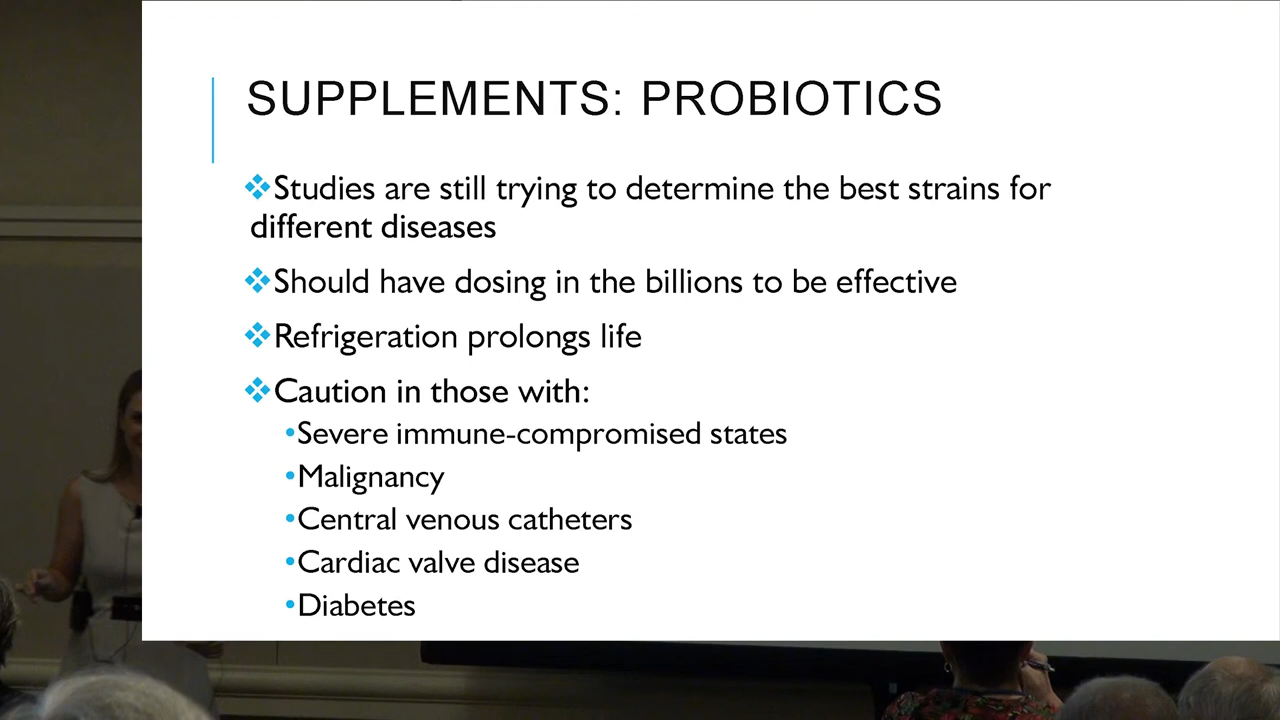 SUPPLEMENTS: PROBIOTICS
❖Studies are still trying to determine the best strains for
different diseases
❖Should have dosing in the billions to be effective
❖Refrigeration prolongs life
❖Caution in those with:
•Severe immune-compromised states
•Malignancy
•Central venous catheters
•Cardiac valve disease
•Diabetes